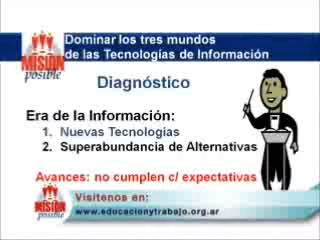 MISIÓN
posible
Dominar los tres mundos
de las Tecnologías de Información
Diagnóstico
Era de la Información:
1. Nuevas Tecnologías
2. Superabundancia de Alternativas
Avances: no cumplen c/ expectativas
MISIÓN
posible
Visítenos en:
www.educacionytrabajo.org.ar